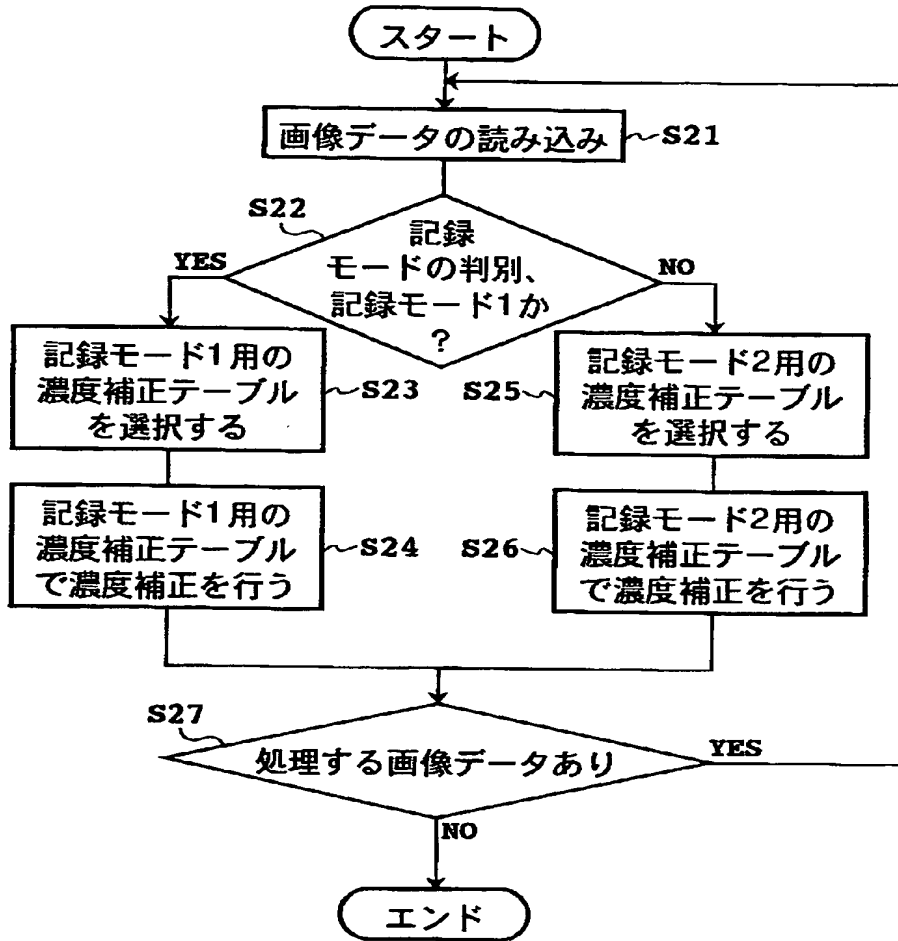 スタート
画像データの読み込み
S21
S22
記録
モードの判別、
記録モード1か
?
YES
NO
記録モード1用の
濃度補正テーブル
を選択する
S23
S25
記録モード2用の
濃度補正テーブル
を選択する
記録モード1用の
濃度補正テーブル
で濃度補正を行う
S24
S26
記録モード2用の
濃度補正テーブル
で濃度補正を行う
S27
処理する画像データあり
YES
NO
エンド